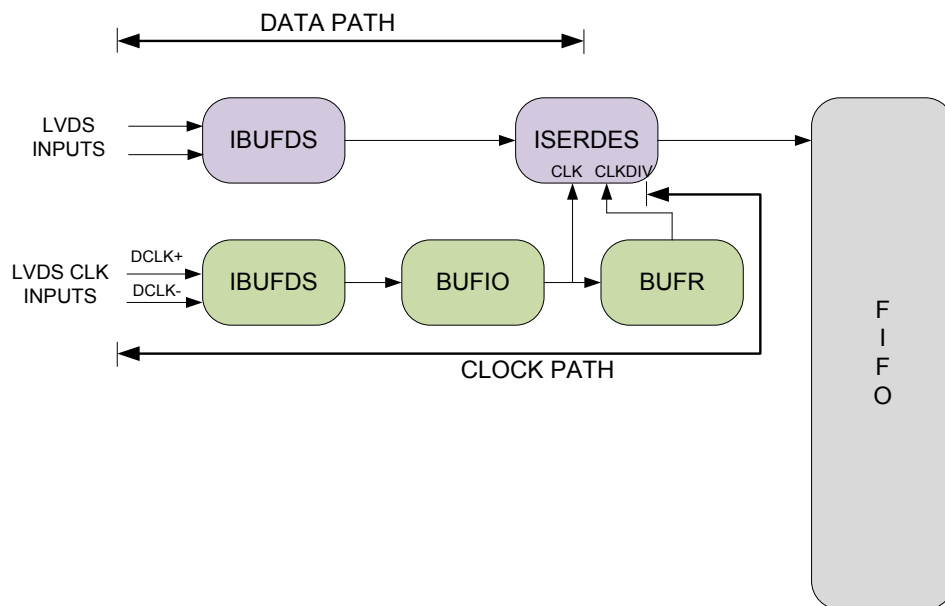 DATA PATH
LVDS
INPUTS
IBUFDS
ISERDES
CLK
CLKDIV
LVDS CLK
INPUTS
DCLK+
DCLK-
IBUFDS
BUFIO
BUFR
CLOCK PATH
F
I
F
O